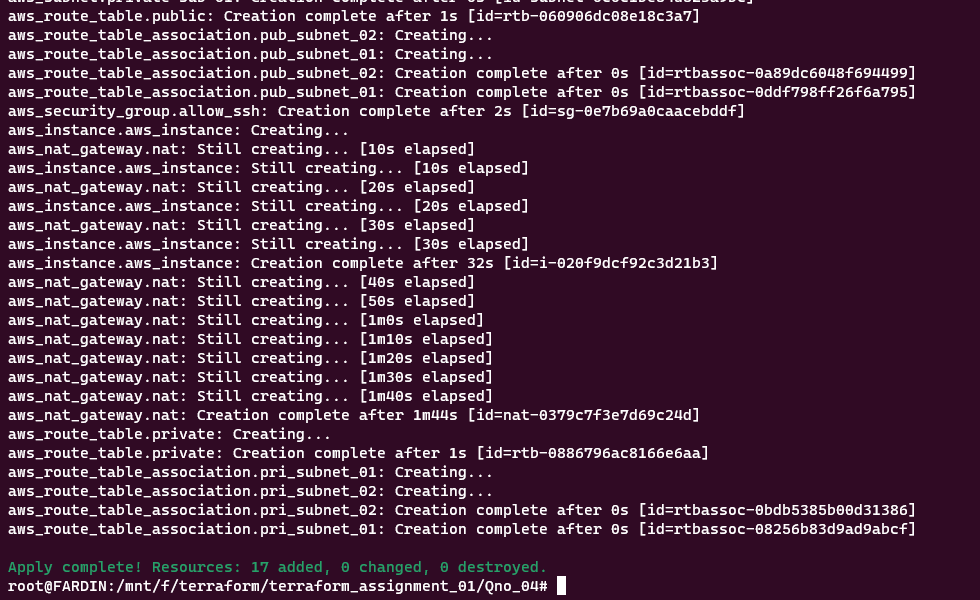 aws_route_table.public: Creation complete after 1s [id=rtb-060906dc08e18c3a7]
aws_route_table_association.pub_subnet_02: Creating...
aws_route_table_association.pub_subnet_01: Creating...
aws_route_table_association.pub_subnet_02: Creation complete after 0s [id=rtbassoc-0a89dc6048f694499]
aws_route_table_association.pub_subnet_01: Creation complete after 0s [id=rtbassoc-0ddf798ff26f6a795]
aws_security_group.allow_ssh: Creation complete after 2s [id=sg-0e7b69a0caacebddf]
aws_instance.aws_instance: Creating...
aws_nat_gateway.nat: Still creating... [10s elapsed]
aws_instance.aws_instance: Still creating... [10s elapsed]
aws_nat_gateway.nat: Still creating... [20s elapsed]
aws_instance.aws_instance: Still creating... [20s elapsed]
aws_nat_gateway.nat: Still creating... [30s elapsed]
aws_instance.aws_instance: Still creating... [30s elapsed]
aws_instance.aws_instance: Creation complete after 32s [id=i-020f9dcf92c3d21b3]
aws_nat_gateway.nat: Still creating... [40s elapsed]
aws_nat_gateway.nat: Still creating... [50s elapsed]
aws_nat_gateway.nat: Still creating... [1m0s elapsed]
aws_nat_gateway.nat: Still creating... [1m10s elapsed]
aws_nat_gateway.nat: Still creating... [1m20s elapsed]
aws_nat_gateway.nat: Still creating... [1m30s elapsed]
aws_nat_gateway.nat: Still creating... [1m40s elapsed]
aws_nat_gateway.nat: Creation complete after 1m44s [id=nat-0379c7f3e7d69c24d]
aws_route_table.private: Creating...
aws_route_table.private: Creation complete after 1s [id=rtb-0886796ac8166e6aa]
aws_route_table_association.pri_subnet_01: Creating...
aws_route_table_association.pri_subnet_02: Creating...
aws_route_table_association.pri_subnet_02: Creation complete after 0s [id=rtbassoc-0bdb5385b00d31386]
aws_route_table_association.pri_subnet_01: Creation complete after 0s [id=rtbassoc-08256b83d9ad9abcf]
Apply complete! Resources: 17 added, 0 changed, 0 destroyed.
root@FARDIN:/mnt/f/terraform/terraform_assignment_01/Qno_04#